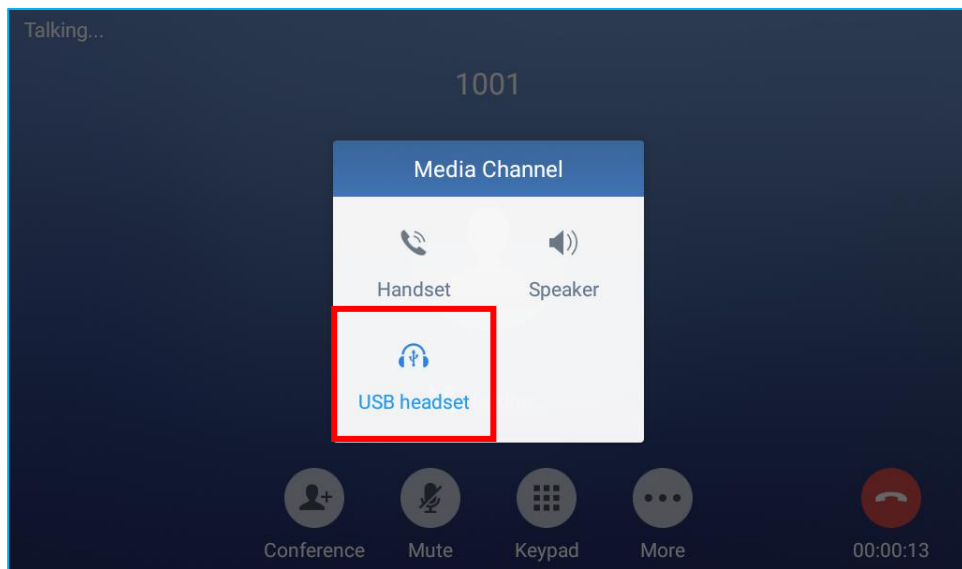 Talking...
1001
Media Channel
Handset Speaker
USB headset
Conference Mute Keypad More 00:00:13